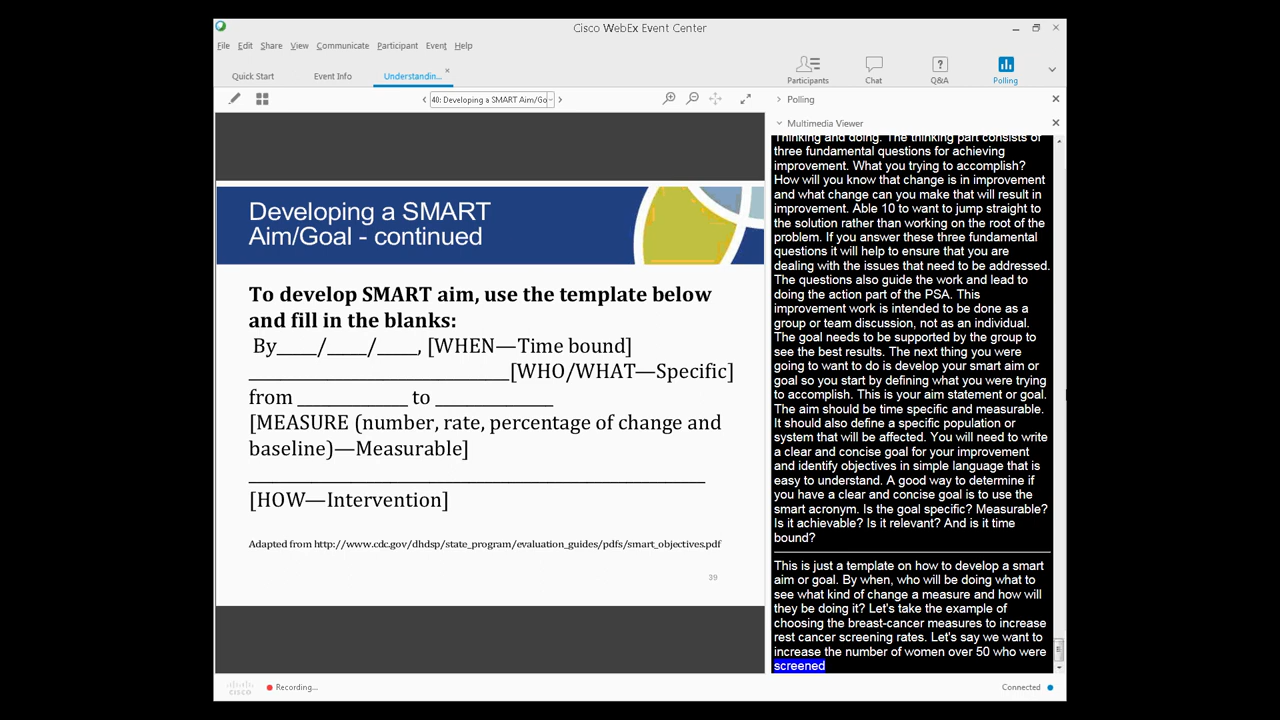 Cisco WebEx Event Center
File Edit Share View Communicate Participant Event Help
Quick Start Event Info Understandin... Participants Chat Q&A Polling
40: Developing a SMART Aim/Go
Developing a SMART
Aim/Goal - continued
To develop SMART aim, use the template below
and fill in the blanks:
By_____/_____/_____, [WHEN—Time bound]
________________________________[WHO/WHAT—Specific]
from ______________ to _______________
[MEASURE (number, rate, percentage of change and
baseline)—Measurable]
_________________________________________________________
[HOW—Intervention]
Adapted from http://www.cdc.gov/dhdsp/state_program/evaluation_guides/pdfs/smart_objectives.pdf
39
Polling
Multimedia Viewer
Thinking and doing. The thinking part consists of
three fundamental questions for achieving
improvement. What you trying to accomplish?
How will you know that change is in improvement
and what change can you make that will result in
improvement. Able 10 to want to jump straight to
the solution rather than working on the root of the
problem. If you answer these three fundamental
questions it will help to ensure that you are
dealing with the issues that need to be addressed.
The questions also guide the work and lead to
doing the action part of the PSA. This
improvement work is intended to be done as a
group or team discussion, not as an individual.
The goal needs to be supported by the group to
see the best results. The next thing you were
going to want to do is develop your smart aim or
goal so you start by defining what you were trying
to accomplish. This is your aim statement or goal.
The aim should be time specific and measurable.
It should also define a specific population or
system that will be affected. You will need to write
a clear and concise goal for your improvement
and identify objectives in simple language that is
easy to understand. A good way to determine if
you have a clear and concise goal is to use the
smart acronym. Is the goal specific? Measurable?
Is it achievable? Is it relevant? And is it time
bound?
This is just a template on how to develop a smart
aim or goal. By when, who will be doing what to
see what kind of change a measure and how will
they be doing it? Let's take the example of
choosing the breast-cancer measures to increase
rest cancer screening rates. Let's say we want to
increase the number of women over 50 who were
screened
cisco Recording... Connected